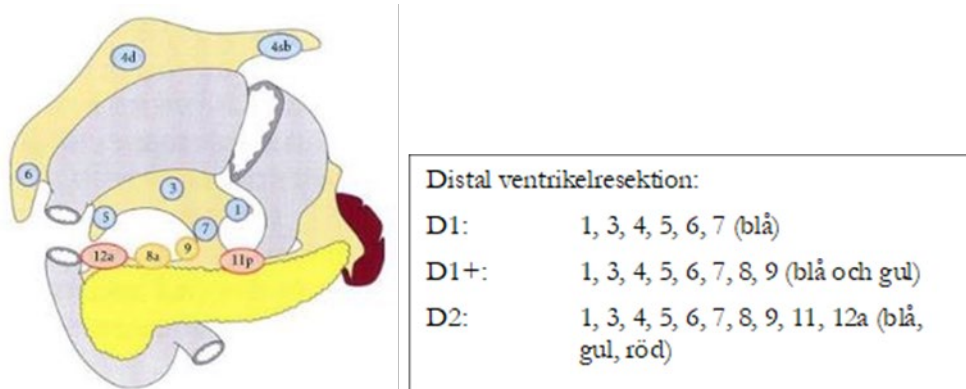 4d
4sb
6
3
5
1
7
12a
8a
9
11p
Distal ventrikelresektion:
D1: 1, 3, 4, 5, 6, 7 (blå)
D1+: 1, 3, 4, 5, 6, 7, 8, 9 (blå och gul)
D2: 1, 3, 4, 5, 6, 7, 8, 9, 11, 12a (blå,
gul, röd)